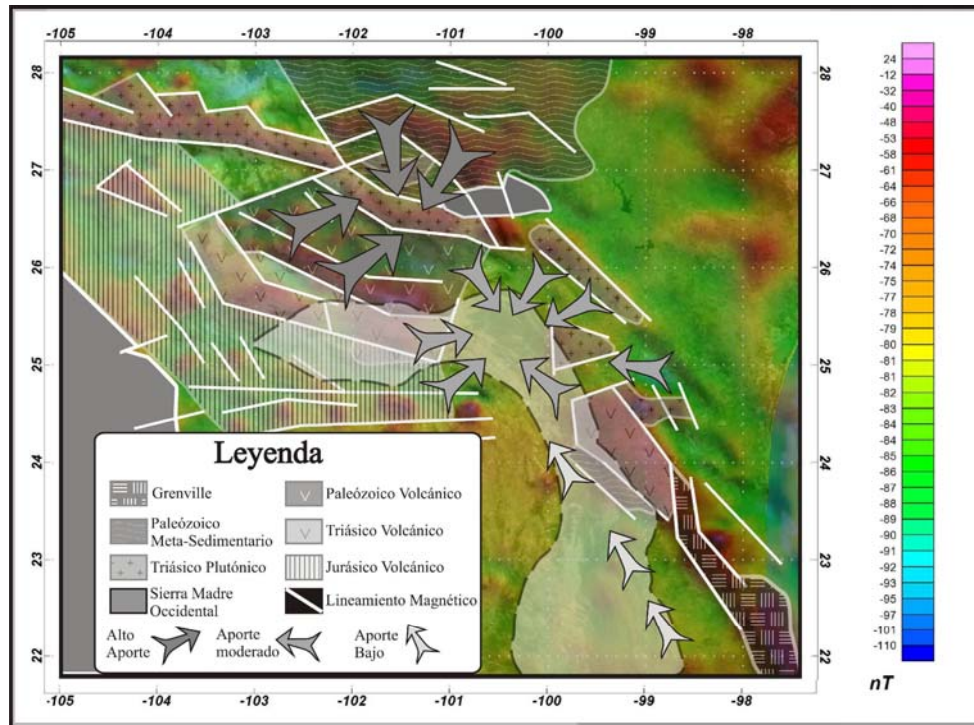 -105 -104 -103 -102 -101 -100 -99 -98
28 28
27 27
26 26
25 25
24 24
23 23
22 22
Leyenda
Grenville
Paleózoico Volcánico
Paleózoico
Meta-Sedimentario
Triásico Volcánico
Triásico Plutónico
Jurásico Volcánico
Sierra Madre
Occidental
Lineamiento Magnético
Alto
Aporte
Aporte
moderado
Aporte
Bajo
-105 -104 -103 -102 -101 -100 -99 -98
24
-12
-32
-40
-48
-53
-58
-61
-64
-66
-68
-70
-72
-74
-75
-77
-78
-79
-80
-81
-82
-83
-84
-84
-85
-86
-87
-88
-89
-90
-91
-92
-93
-95
-97
-101
-110
nT